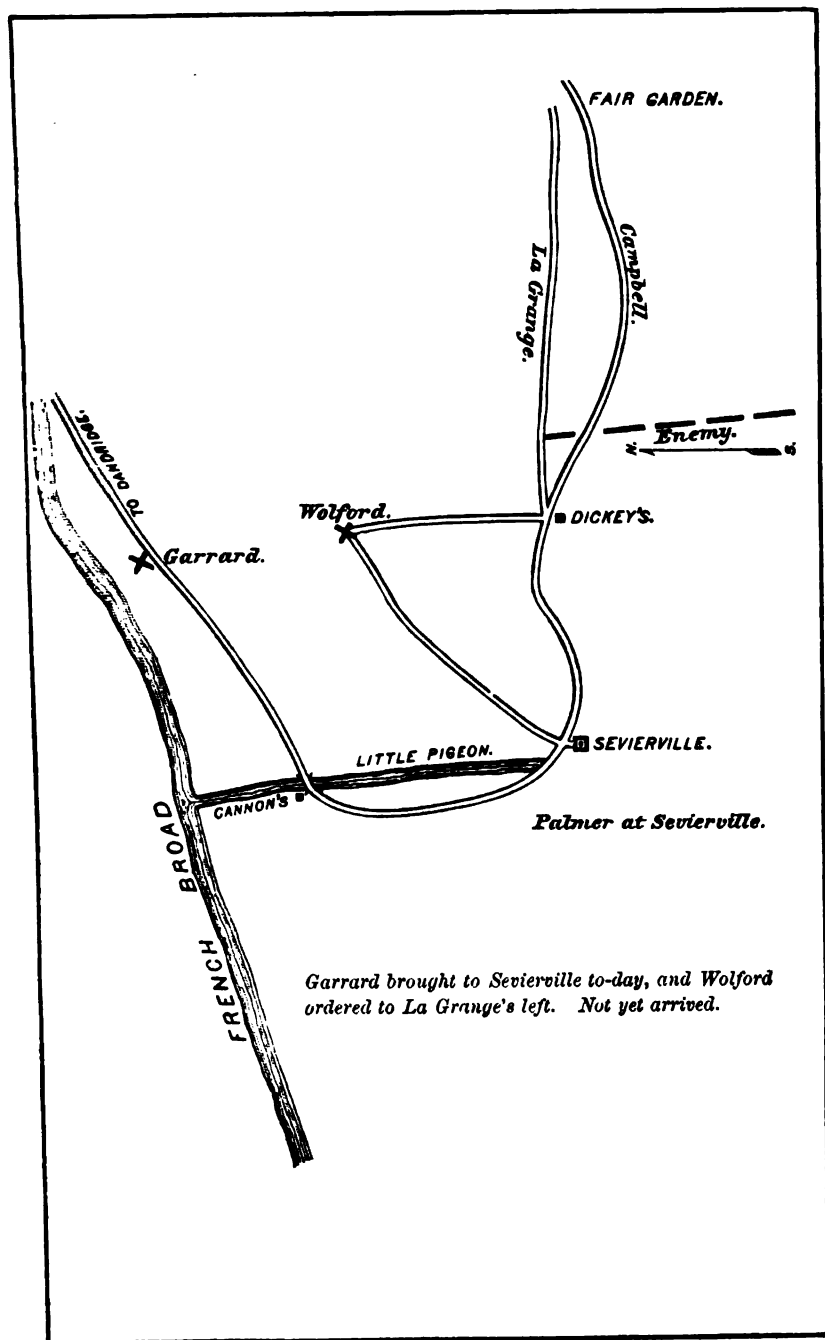 FAIR GARDEN.
La Grange.
Campbell.
TO DANDRIDGE.
Enemy.
N.
S.
Wolford.
DICKEY'S.
Garrard.
LITTLE PIGEON.
SEVIERVILLE.
CANNON'S
Palmer at Sevierville.
FRENCH BROAD
Garrard brought to Sevierville to-day, and Wolford
ordered to La Grange's left. Not yet arrived.